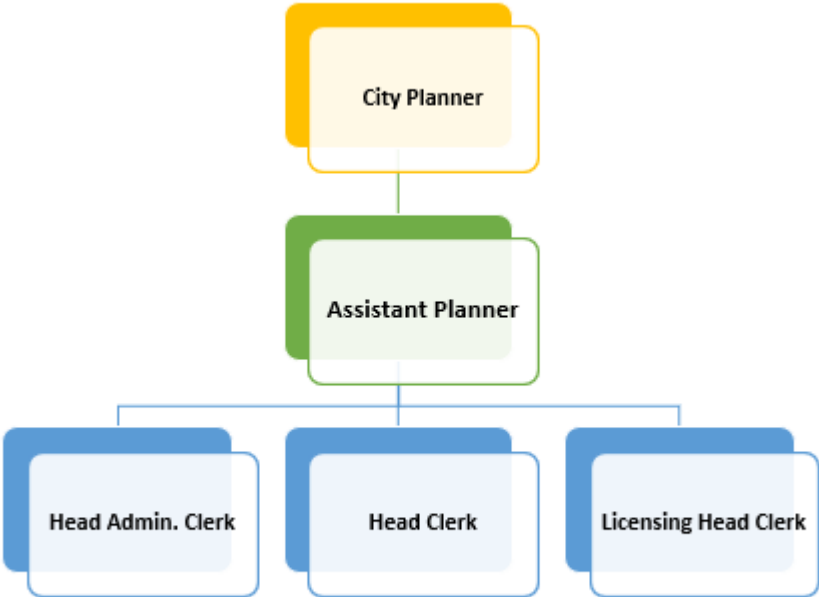 City Planner
Assistant Planner
Head Admin. Clerk
Head Clerk
Licensing Head Clerk